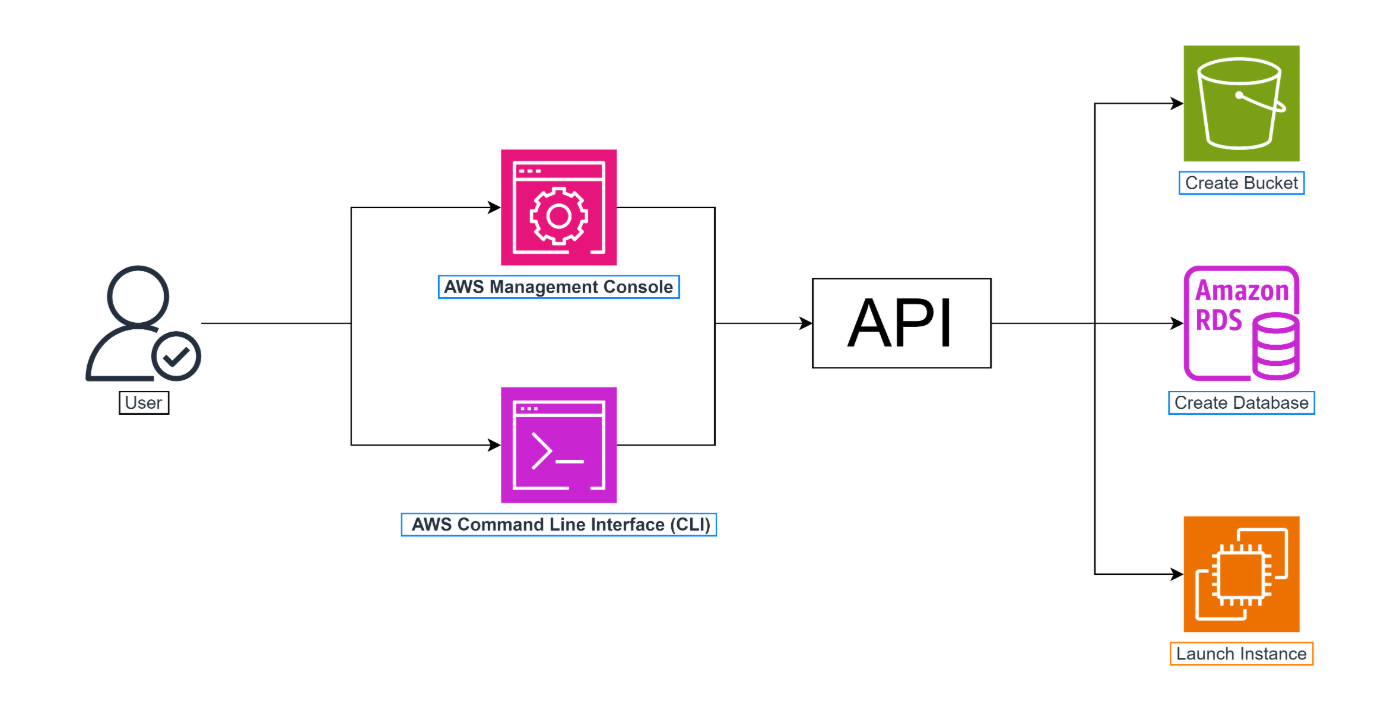 User
AWS Management Console
AWS Command Line Interface (CLI)
API
Create Bucket
Amazon
RDS
Create Database
Launch Instance